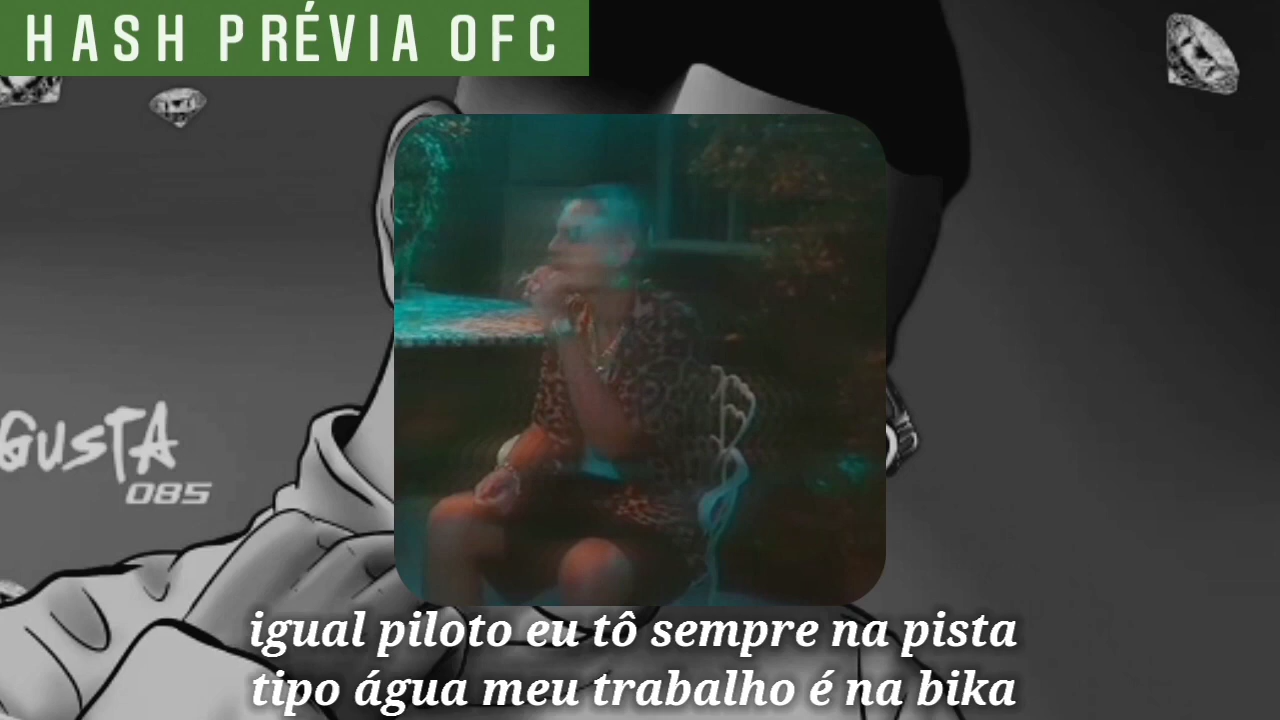 HASH PRÉVIA OFC
GUSTA
085
igual piloto eu tô sempre na pista
tipo água meu trabalho é na bika